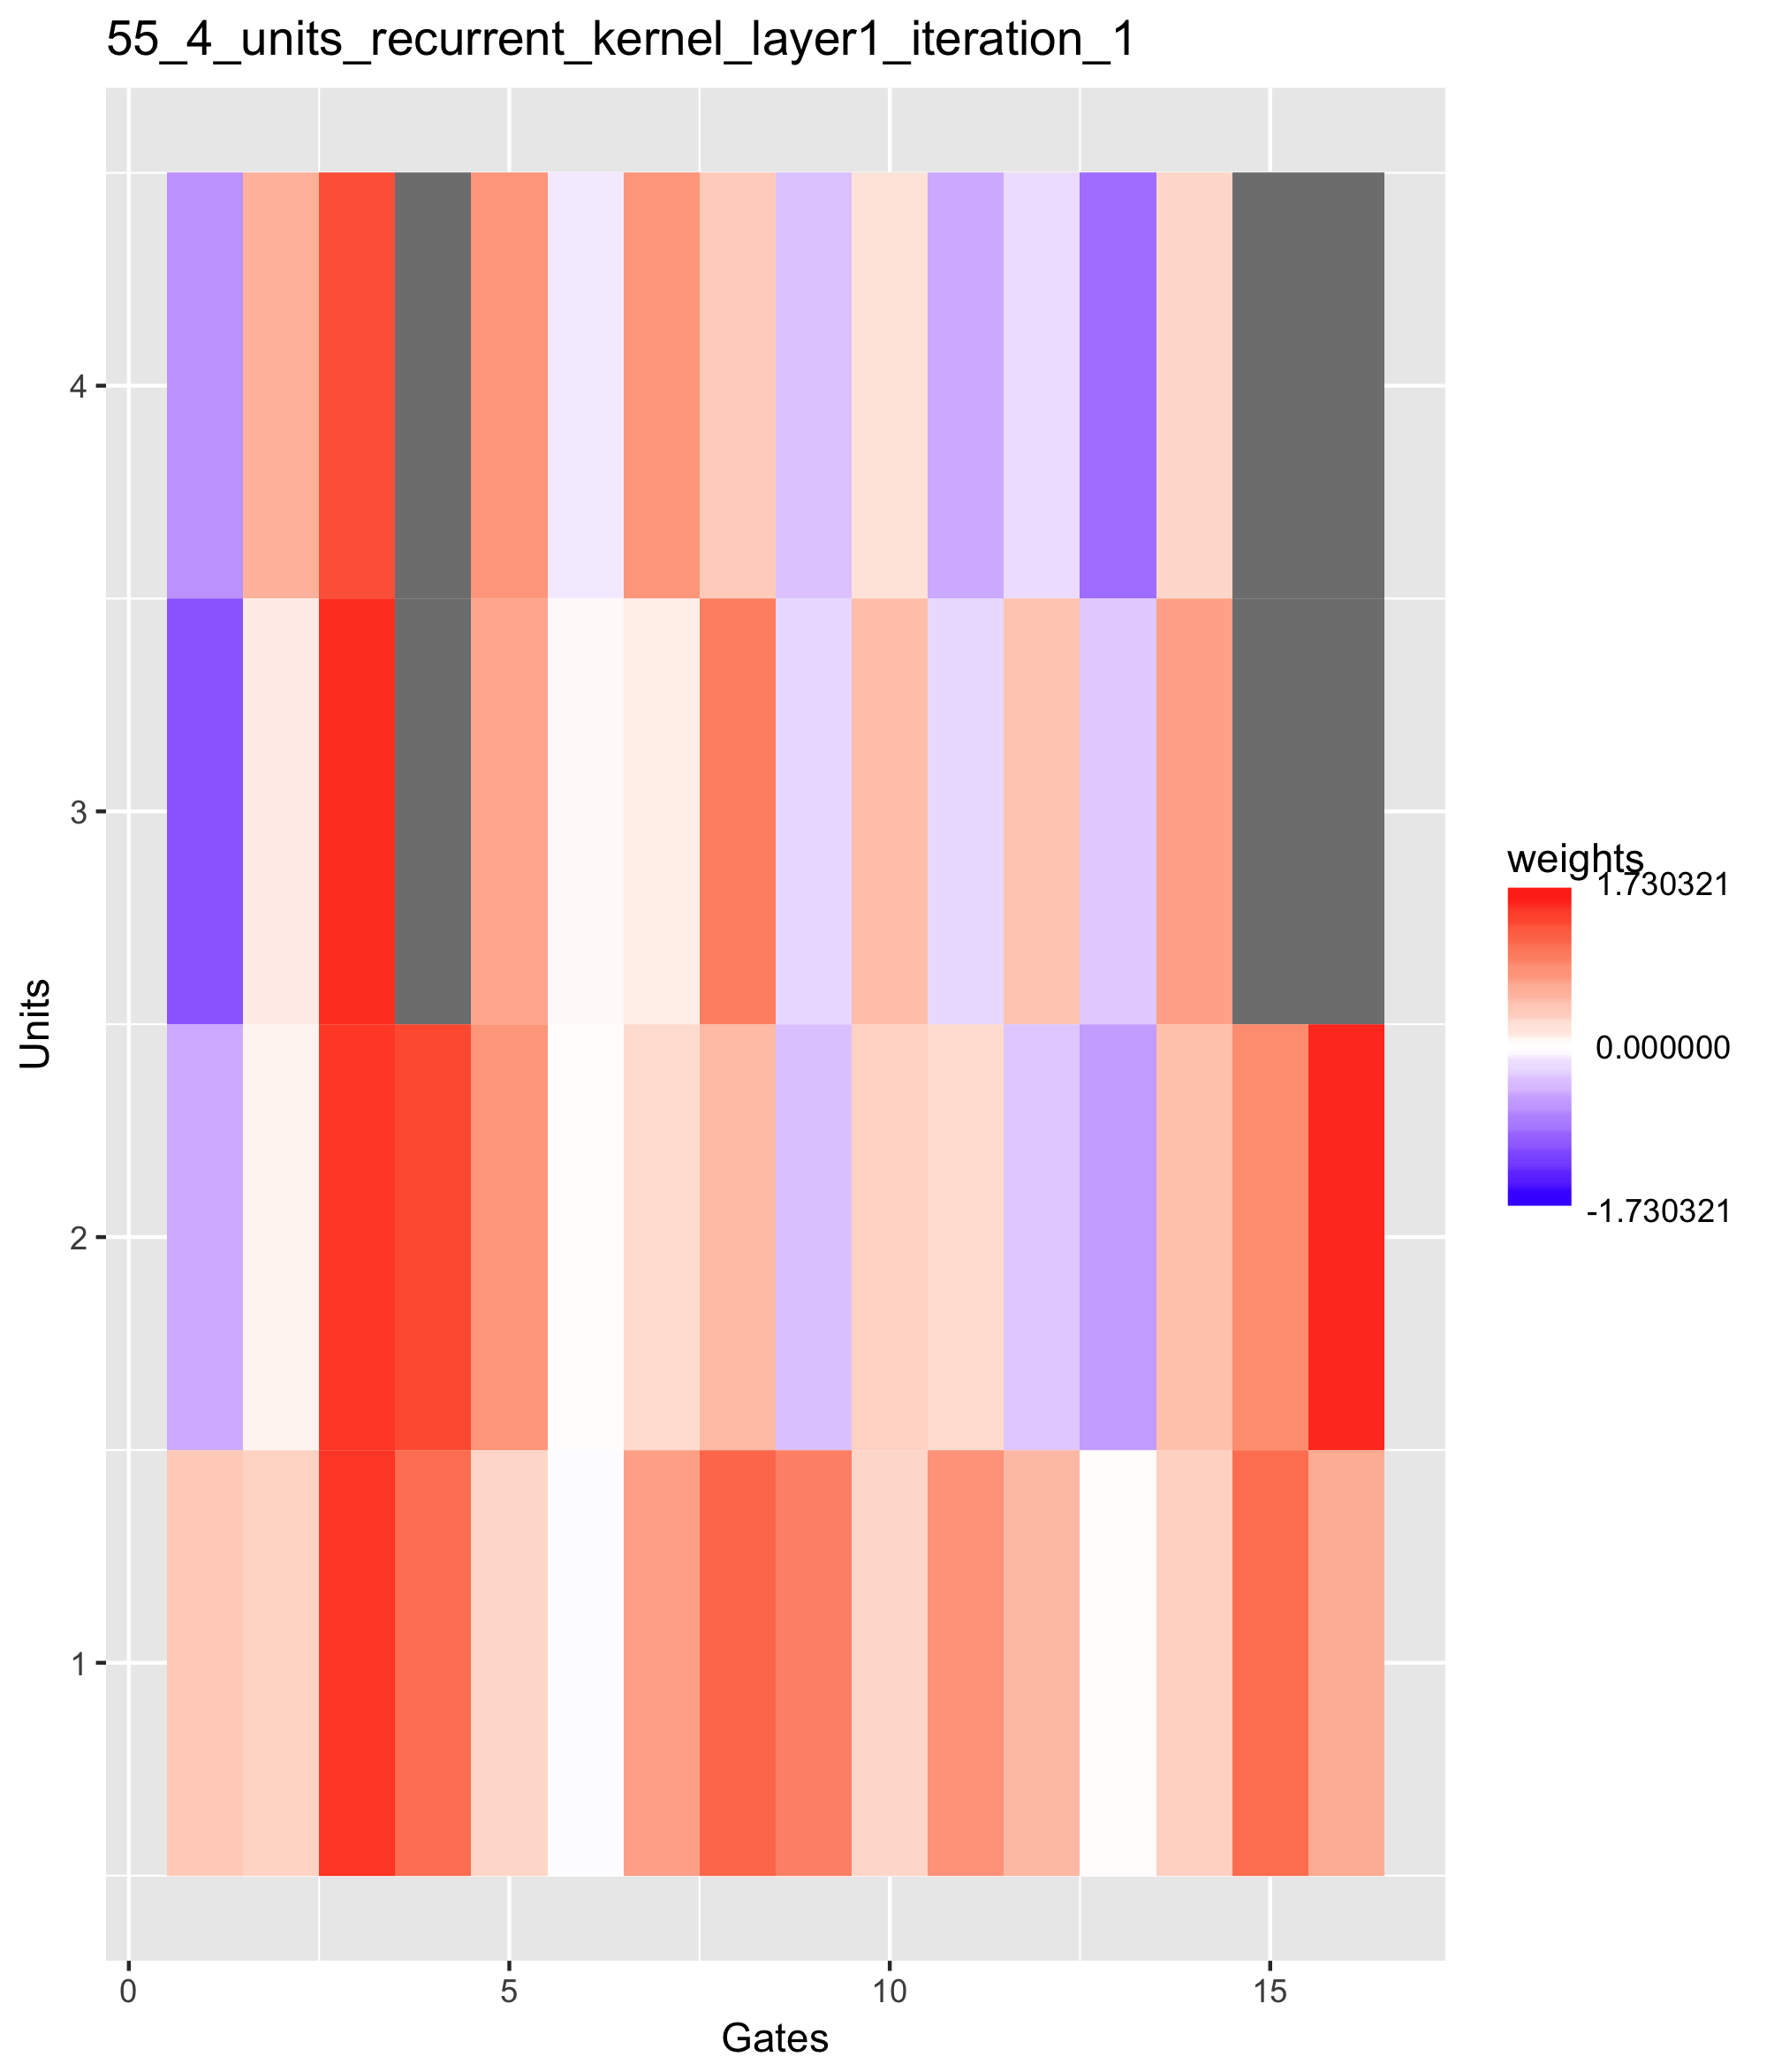 55_4_units_recurrent_kernel_layer1_iteration_1
Units
4
3
2
1
0 5 10 15
Gates
weights
1.730321
0.000000
-1.730321